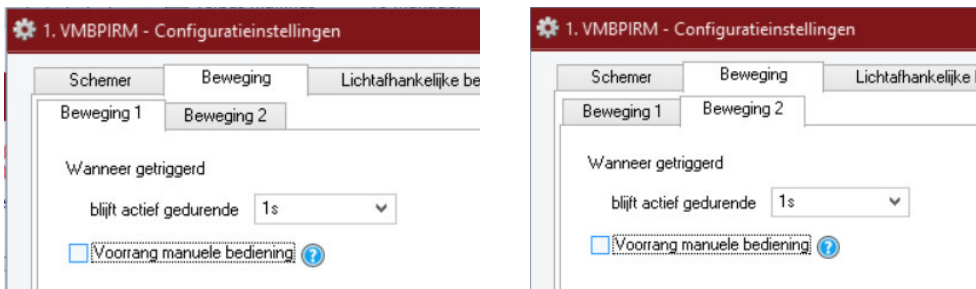 1. VMBPIRM - Configuratieinstellingen
Schemer Beweging Lichtafhankelijke be
Beweging 1 Beweging 2
Wanneer getriggerd
blijft actief gedurende 1s
Voorrang manuele bediening ?
1. VMBPIRM - Configuratieinstellingen
Schemer Beweging Lichtafhankelijke
Beweging 1 Beweging 2
Wanneer getriggerd
blijft actief gedurende 1s
Voorrang manuele bediening ?